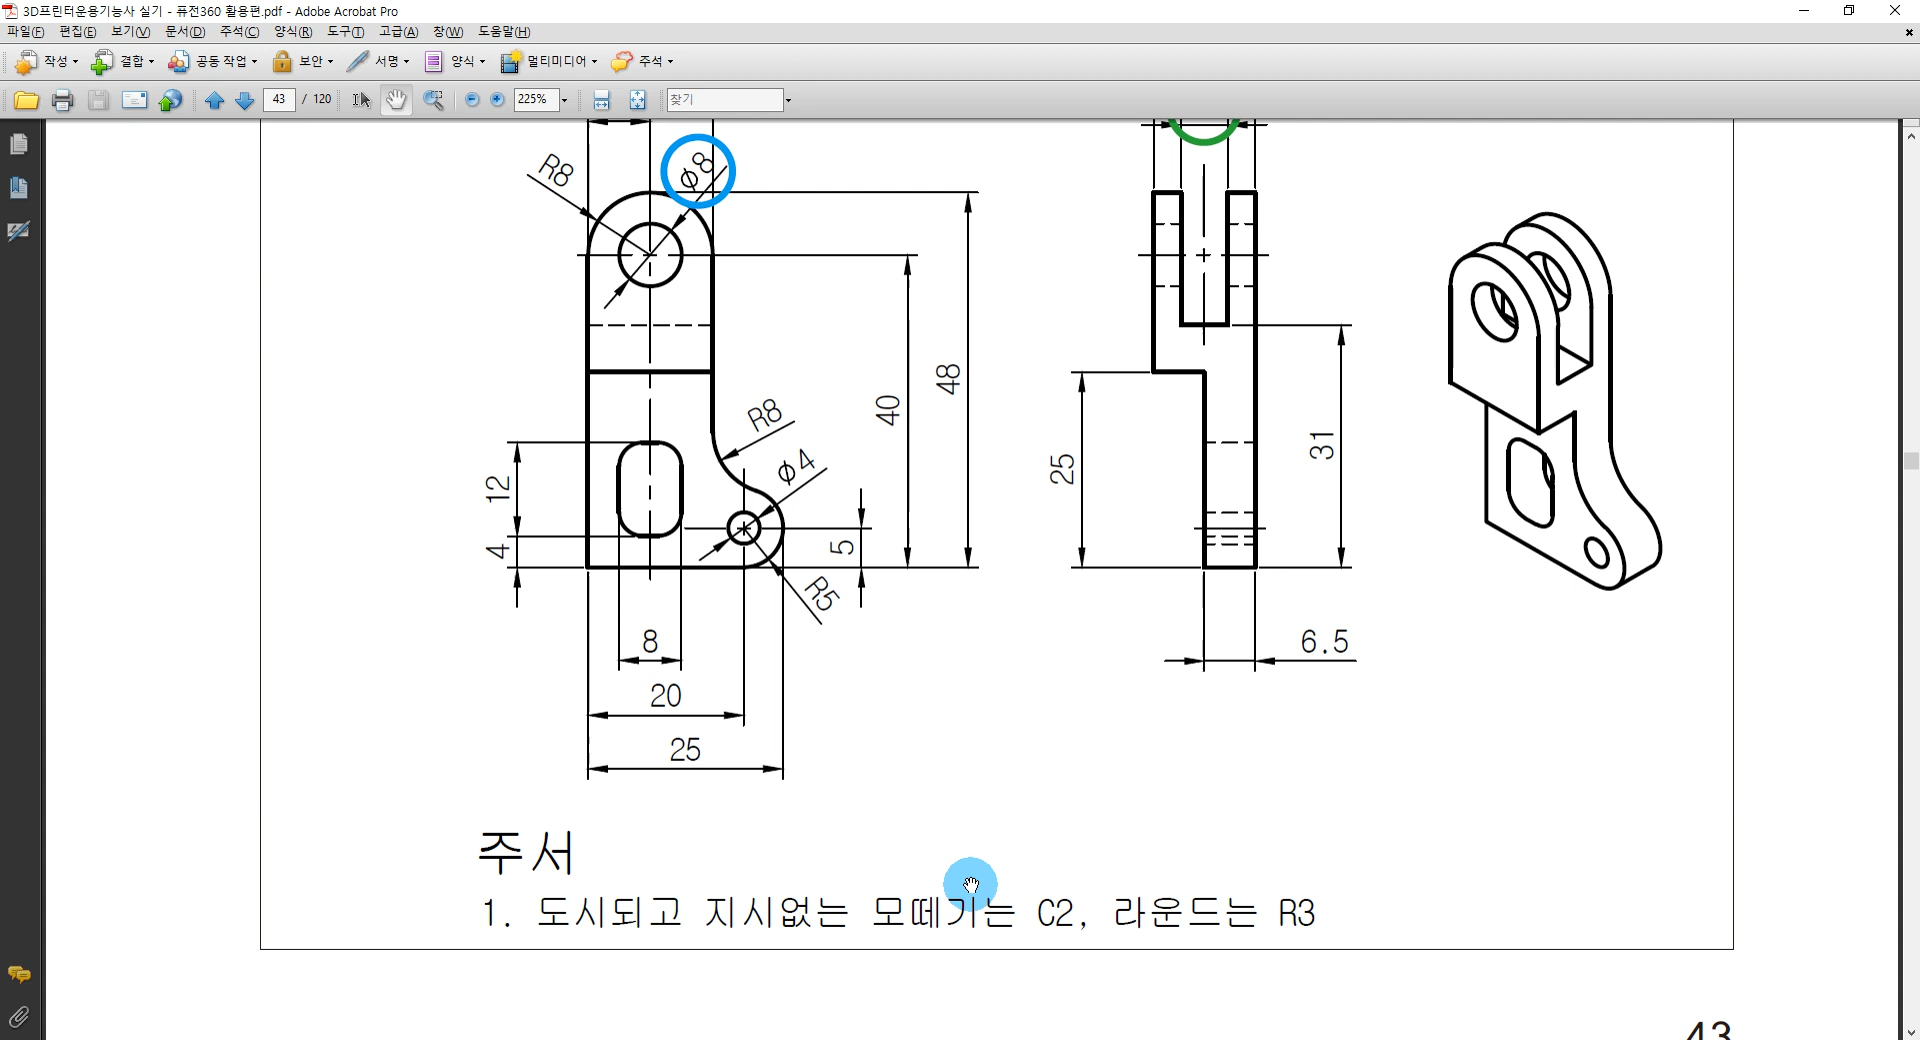 3D프린터운용기능사 실기 - 퓨전360 활용편.pdf - Adobe Acrobat Pro
파일(F) 편집(E) 보기(V) 문서(D) 주석(C) 양식(R) 도구(T) 고급(A) 창(W) 도움말(H)
작성 결합 공동 작업 보안 서명 양식 멀티미디어 주석
43 / 120 225% 찾기
R8 ϕ8
48
40
R8
ϕ4
12
4
5
R5
8
20
25
25
31
6.5
주서
1. 도시되고 지시없는 모떼기는 C2, 라운드는 R3
43